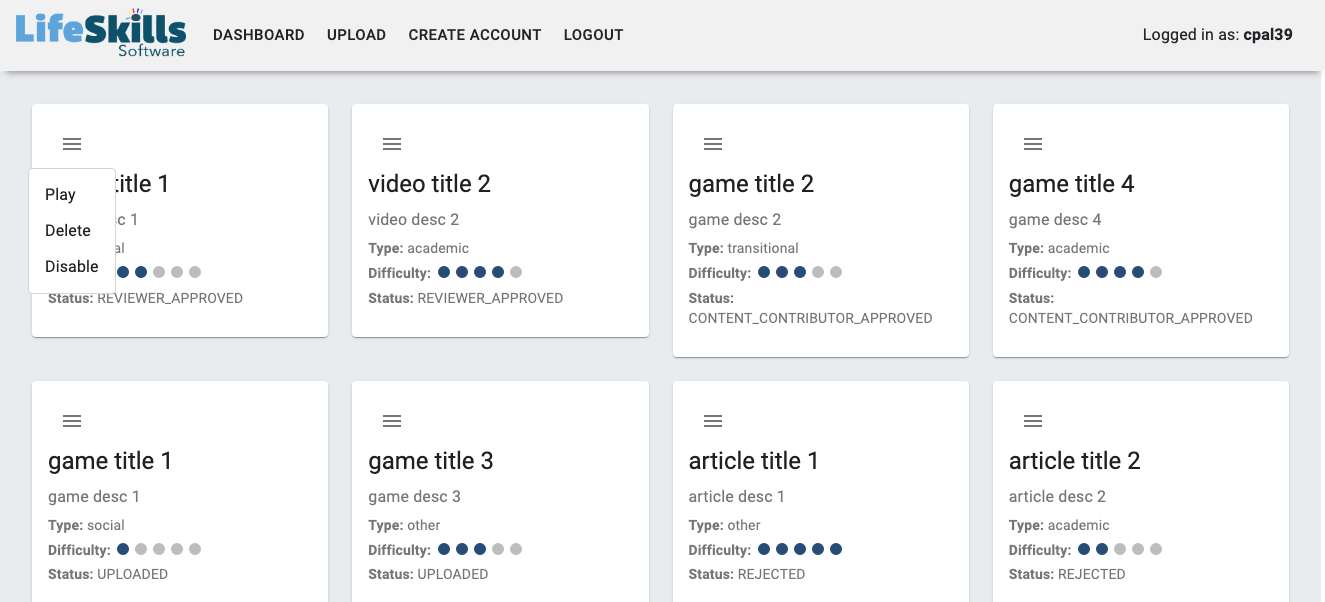 LifeSkills
Software
DASHBOARD UPLOAD CREATE ACCOUNT LOGOUT
Logged in as: cpal39
Play
Delete
Disable
title 1
desc 1
Status: REVIEWER_APPROVED
video title 2
video desc 2
Type: academic
Difficulty:
Status: REVIEWER_APPROVED
game title 2
game desc 2
Type: transitional
Difficulty:
Status:
CONTENT_CONTRIBUTOR_APPROVED
game title 4
game desc 4
Type: academic
Difficulty:
Status:
CONTENT_CONTRIBUTOR_APPROVED
game title 1
game desc 1
Type: social
Difficulty:
Status: UPLOADED
game title 3
game desc 3
Type: other
Difficulty:
Status: UPLOADED
article title 1
article desc 1
Type: other
Difficulty:
Status: REJECTED
article title 2
article desc 2
Type: academic
Difficulty:
Status: REJECTED